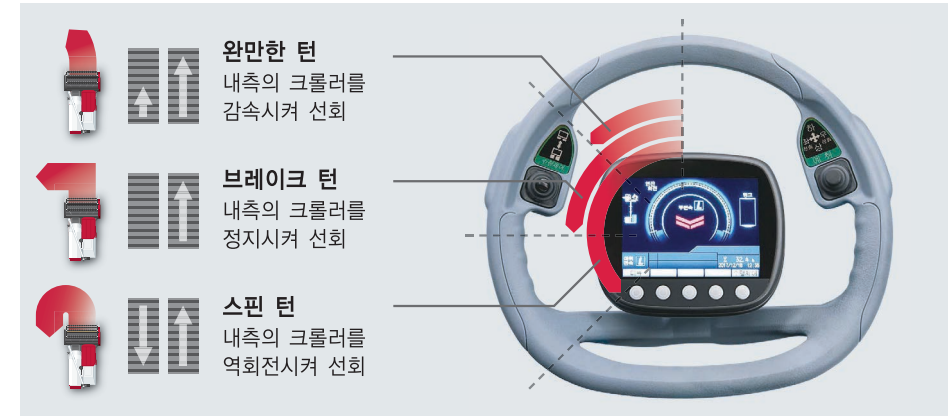 완만한 턴
내측의 크롤러를
감속시켜 선회
브레이크 턴
내측의 크롤러를
정지시켜 선회
스핀 턴
내측의 크롤러를
역회전시켜 선회